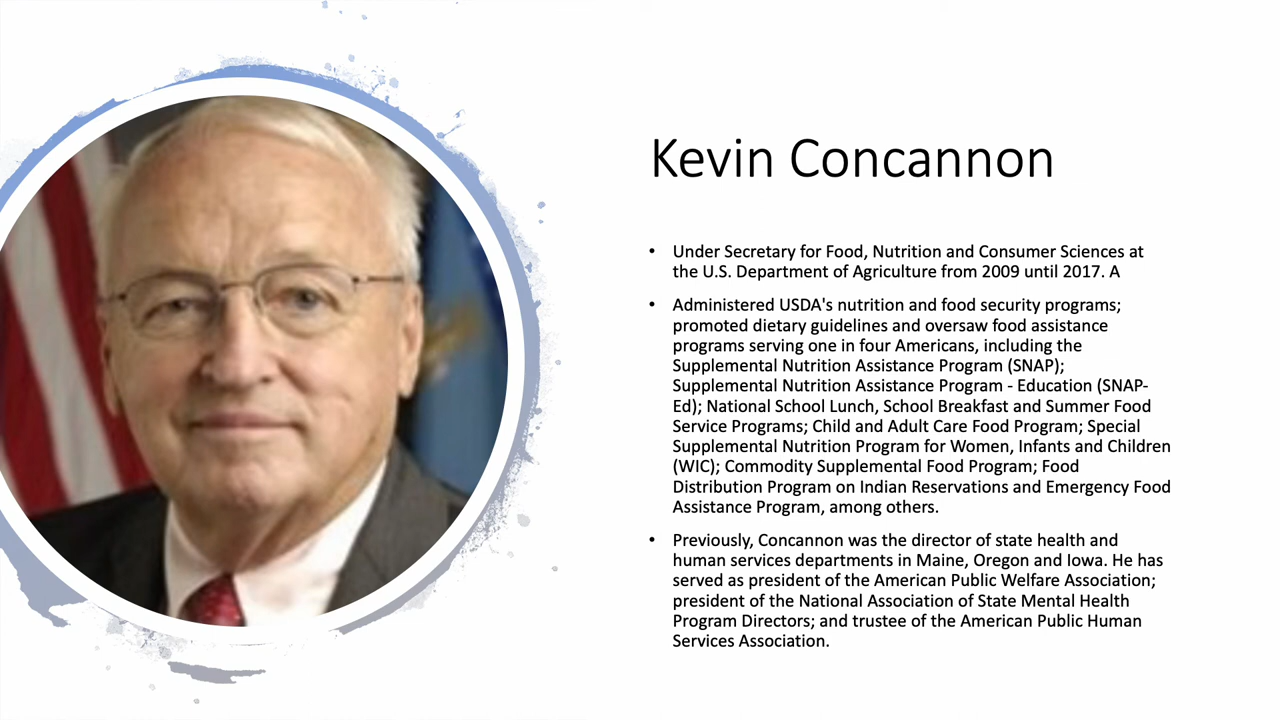 Kevin Concannon
• Under Secretary for Food, Nutrition and Consumer Sciences at
the U.S. Department of Agriculture from 2009 until 2017. A
• Administered USDA's nutrition and food security programs;
promoted dietary guidelines and oversaw food assistance
programs serving one in four Americans, including the
Supplemental Nutrition Assistance Program (SNAP);
Supplemental Nutrition Assistance Program - Education (SNAP-
Ed); National School Lunch, School Breakfast and Summer Food
Service Programs; Child and Adult Care Food Program; Special
Supplemental Nutrition Program for Women, Infants and Children
(WIC); Commodity Supplemental Food Program; Food
Distribution Program on Indian Reservations and Emergency Food
Assistance Program, among others.
• Previously, Concannon was the director of state health and
human services departments in Maine, Oregon and Iowa. He has
served as president of the American Public Welfare Association;
president of the National Association of State Mental Health
Program Directors; and trustee of the American Public Human
Services Association.